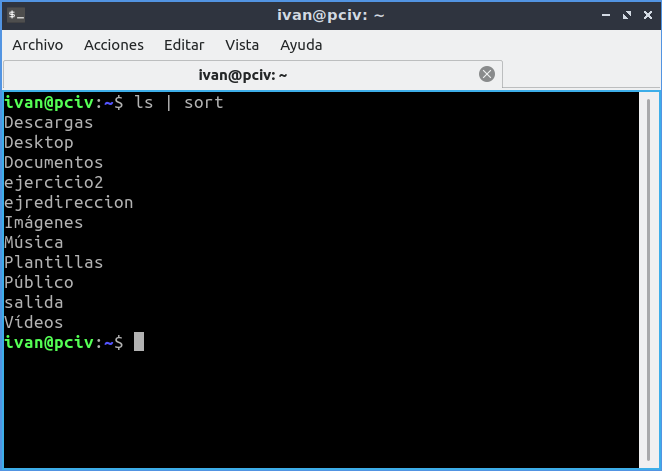 ivan@pciv: ~
Archivo Acciones Editar Vista Ayuda
ivan@pciv: ~
ivan@pciv:~$ ls | sort
Descargas
Desktop
Documentos
ejercicio2
ejredireccion
Imágenes
Música
Plantillas
Público
salida
Vídeos
ivan@pciv:~$